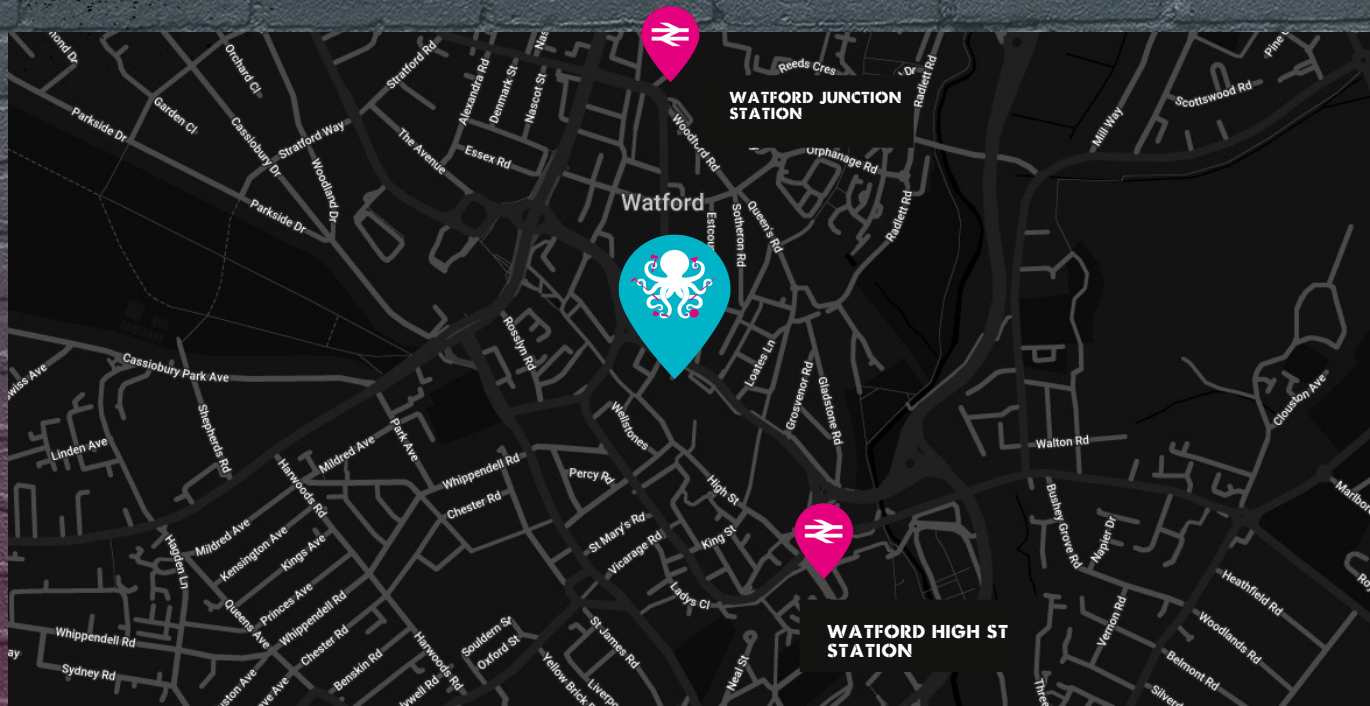 Orchard Cl
Stratford Rd
Alexandra Rd
Denmark St
Nascot St
Reeds Cres
Dr
Radlett Rd
Scottswood Rd
WATFORD JUNCTION
STATION
Parkside Dr
Garden Cl
Cassiobury Dr
Stratford Way
The Avenue
Essex Rd
Woodford Rd
Orphanage Rd
Mill Way
Woodland Dr
Parkside Dr
Watford
Sotheron Rd
Queen's Rd
Radlett Rd
Rosslyn Rd
Cassiobury Park Ave
Loates Ln
Grosvenor Rd
Gladstone Rd
Clouston Ave
Linden Ave
Shepherds Rd
Park Ave
Mildred Ave
Wellstones
Walton Rd
Harwoods Rd
Whippendell Rd
Chester Rd
Percy Rd
High St
Bushey Grove Rd
Napier Dr
Mildred Ave
Kensington Ave
Kings Ave
St Mary's Rd
Vicarage Rd
King St
Hagden Ln
Princes Ave
Whippendell Rd
Queens Ave
Lady's Cl
Heathfield Rd
Whippendell Rd
Chester Rd
Harwoods Rd
Souldern St
Oxford St
St James Rd
WATFORD HIGH ST
STATION
Vernon Rd
Woodlands Rd
Sydney Rd
Benskin Rd
Neal St
Belmont Rd